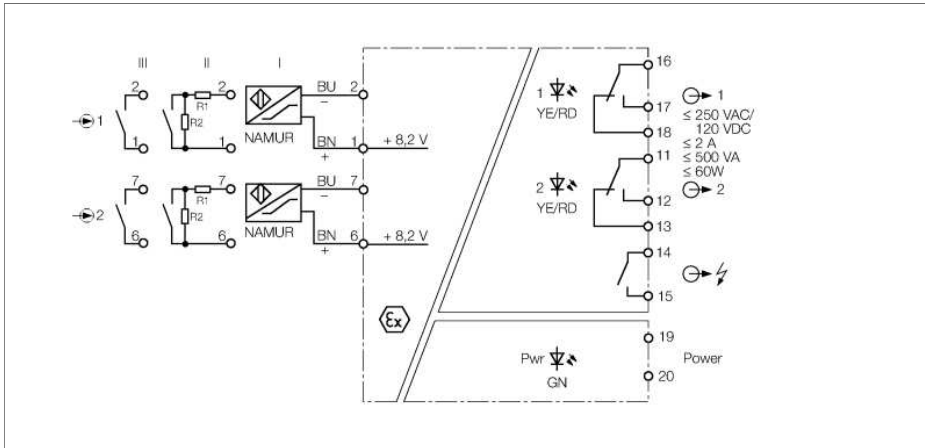 III II I
2 2 BU 2
–
R1
R2
1
NAMUR
1 1 BN 1 + 8,2 V
+
7 7 BU 7
–
R1
R2
2
NAMUR
6 6 BN 6 + 8,2 V
+
Ex
1
YE/RD
16
17
18
1
≤ 250 VAC/
120 VDC
≤ 2 A
≤ 500 VA
≤ 60W
2
2
YE/RD
11
12
13
14
15
Pwr
GN
19
20
Power